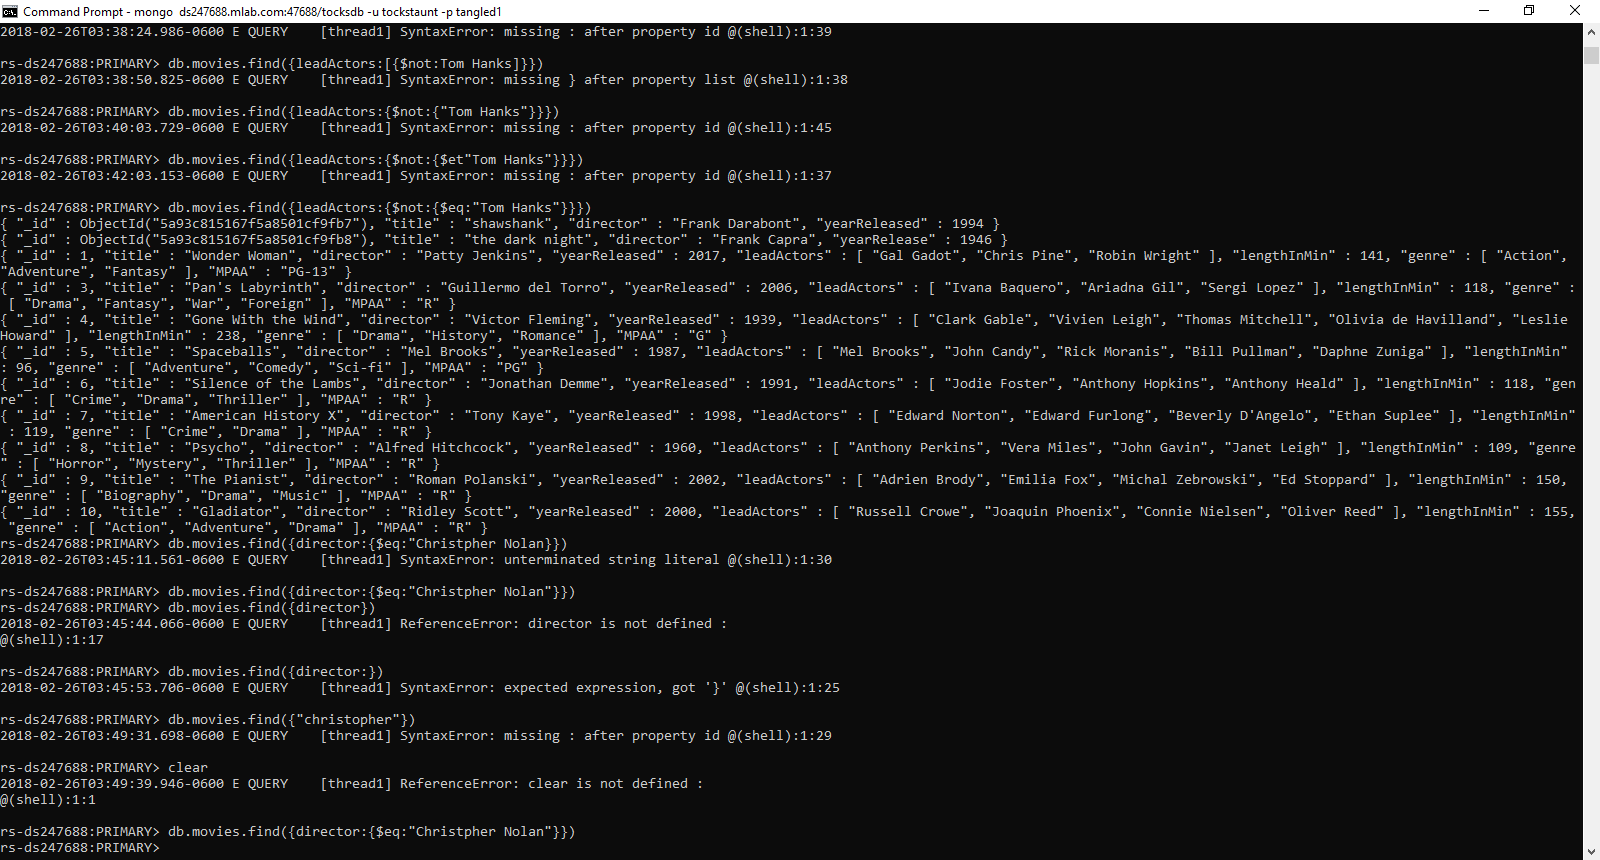 Command Prompt - mongo  ds247688.mlab.com:47688/tocksdb -u tockstaunt -p tangled1
2018-02-26T03:38:24.986-0600 E QUERY    [thread1] SyntaxError: missing : after property id @(shell):1:39
rs-ds247688:PRIMARY> db.movies.find({leadActors:[{$not:Tom Hanks]}})
2018-02-26T03:38:50.825-0600 E QUERY    [thread1] SyntaxError: missing } after property list @(shell):1:38
rs-ds247688:PRIMARY> db.movies.find({leadActors:{$not:{"Tom Hanks"}}})
2018-02-26T03:40:03.729-0600 E QUERY    [thread1] SyntaxError: missing : after property id @(shell):1:45
rs-ds247688:PRIMARY> db.movies.find({leadActors:{$not:{$et"Tom Hanks"}}})
2018-02-26T03:42:03.153-0600 E QUERY    [thread1] SyntaxError: missing : after property id @(shell):1:37
rs-ds247688:PRIMARY> db.movies.find({leadActors:{$not:{$eq:"Tom Hanks"}}})
{ "_id" : ObjectId("5a93c815167f5a8501cf9fb7"), "title" : "shawshank", "director" : "Frank Darabont", "yearReleased" : 1994 }
{ "_id" : ObjectId("5a93c815167f5a8501cf9fb8"), "title" : "the dark night", "director" : "Frank Capra", "yearRelease" : 1946 }
{ "_id" : 1, "title" : "Wonder Woman", "director" : "Patty Jenkins", "yearReleased" : 2017, "leadActors" : [ "Gal Gadot", "Chris Pine", "Robin Wright" ], "lengthInMin" : 141, "genre" : [ "Action",
"Adventure", "Fantasy" ], "MPAA" : "PG-13" }
{ "_id" : 3, "title" : "Pan's Labyrinth", "director" : "Guillermo del Torro", "yearReleased" : 2006, "leadActors" : [ "Ivana Baquero", "Ariadna Gil", "Sergi Lopez" ], "lengthInMin" : 118, "genre" :
[ "Drama", "Fantasy", "War", "Foreign" ], "MPAA" : "R" }
{ "_id" : 4, "title" : "Gone With the Wind", "director" : "Victor Fleming", "yearReleased" : 1939, "leadActors" : [ "Clark Gable", "Vivien Leigh", "Thomas Mitchell", "Olivia de Havilland", "Leslie
Howard" ], "lengthInMin" : 238, "genre" : [ "Drama", "History", "Romance" ], "MPAA" : "G" }
{ "_id" : 5, "title" : "Spaceballs", "director" : "Mel Brooks", "yearReleased" : 1987, "leadActors" : [ "Mel Brooks", "John Candy", "Rick Moranis", "Bill Pullman", "Daphne Zuniga" ], "lengthInMin"
: 96, "genre" : [ "Adventure", "Comedy", "Sci-fi" ], "MPAA" : "PG" }
{ "_id" : 6, "title" : "Silence of the Lambs", "director" : "Jonathan Demme", "yearReleased" : 1991, "leadActors" : [ "Jodie Foster", "Anthony Hopkins", "Anthony Heald" ], "lengthInMin" : 118, "gen
re" : [ "Crime", "Drama", "Thriller" ], "MPAA" : "R" }
{ "_id" : 7, "title" : "American History X", "director" : "Tony Kaye", "yearReleased" : 1998, "leadActors" : [ "Edward Norton", "Edward Furlong", "Beverly D'Angelo", "Ethan Suplee" ], "lengthInMin"
: 119, "genre" : [ "Crime", "Drama" ], "MPAA" : "R" }
{ "_id" : 8, "title" : "Psycho", "director" : "Alfred Hitchcock", "yearReleased" : 1960, "leadActors" : [ "Anthony Perkins", "Vera Miles", "John Gavin", "Janet Leigh" ], "lengthInMin" : 109, "genre
" : [ "Horror", "Mystery", "Thriller" ], "MPAA" : "R" }
{ "_id" : 9, "title" : "The Pianist", "director" : "Roman Polanski", "yearReleased" : 2002, "leadActors" : [ "Adrien Brody", "Emilia Fox", "Michal Zebrowski", "Ed Stoppard" ], "lengthInMin" : 150,
"genre" : [ "Biography", "Drama", "Music" ], "MPAA" : "R" }
{ "_id" : 10, "title" : "Gladiator", "director" : "Ridley Scott", "yearReleased" : 2000, "leadActors" : [ "Russell Crowe", "Joaquin Phoenix", "Connie Nielsen", "Oliver Reed" ], "lengthInMin" : 155,
"genre" : [ "Action", "Adventure", "Drama" ], "MPAA" : "R" }
rs-ds247688:PRIMARY> db.movies.find({director:{$eq:"Christpher Nolan}})
2018-02-26T03:45:11.561-0600 E QUERY    [thread1] SyntaxError: unterminated string literal @(shell):1:30
rs-ds247688:PRIMARY> db.movies.find({director:{$eq:"Christpher Nolan"}})
rs-ds247688:PRIMARY> db.movies.find({director})
2018-02-26T03:45:44.066-0600 E QUERY    [thread1] ReferenceError: director is not defined :
@(shell):1:17
rs-ds247688:PRIMARY> db.movies.find({director:})
2018-02-26T03:45:53.706-0600 E QUERY    [thread1] SyntaxError: expected expression, got '}' @(shell):1:25
rs-ds247688:PRIMARY> db.movies.find({"christopher"})
2018-02-26T03:49:31.698-0600 E QUERY    [thread1] SyntaxError: missing : after property id @(shell):1:29
rs-ds247688:PRIMARY> clear
2018-02-26T03:49:39.946-0600 E QUERY    [thread1] ReferenceError: clear is not defined :
@(shell):1:1
rs-ds247688:PRIMARY> db.movies.find({director:{$eq:"Christpher Nolan"}})
rs-ds247688:PRIMARY>